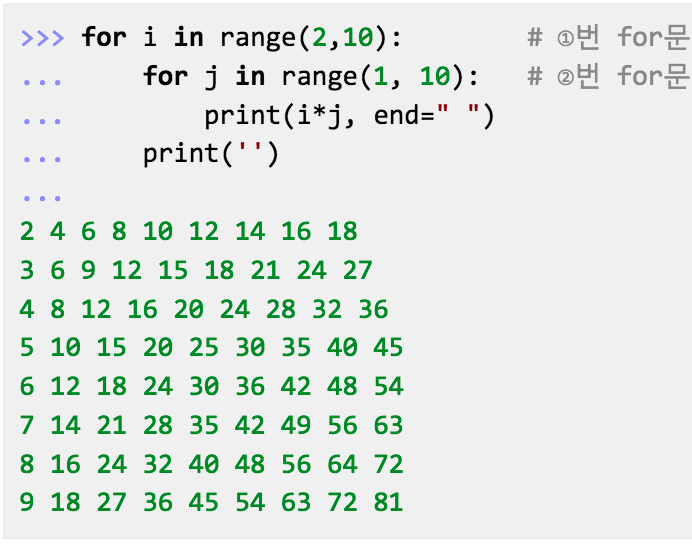 >>> for i in range(2,10):        # ①번 for문
...     for j in range(1, 10):   # ②번 for문
...         print(i*j, end=" ")
...     print('')
...
2 4 6 8 10 12 14 16 18
3 6 9 12 15 18 21 24 27
4 8 12 16 20 24 28 32 36
5 10 15 20 25 30 35 40 45
6 12 18 24 30 36 42 48 54
7 14 21 28 35 42 49 56 63
8 16 24 32 40 48 56 64 72
9 18 27 36 45 54 63 72 81